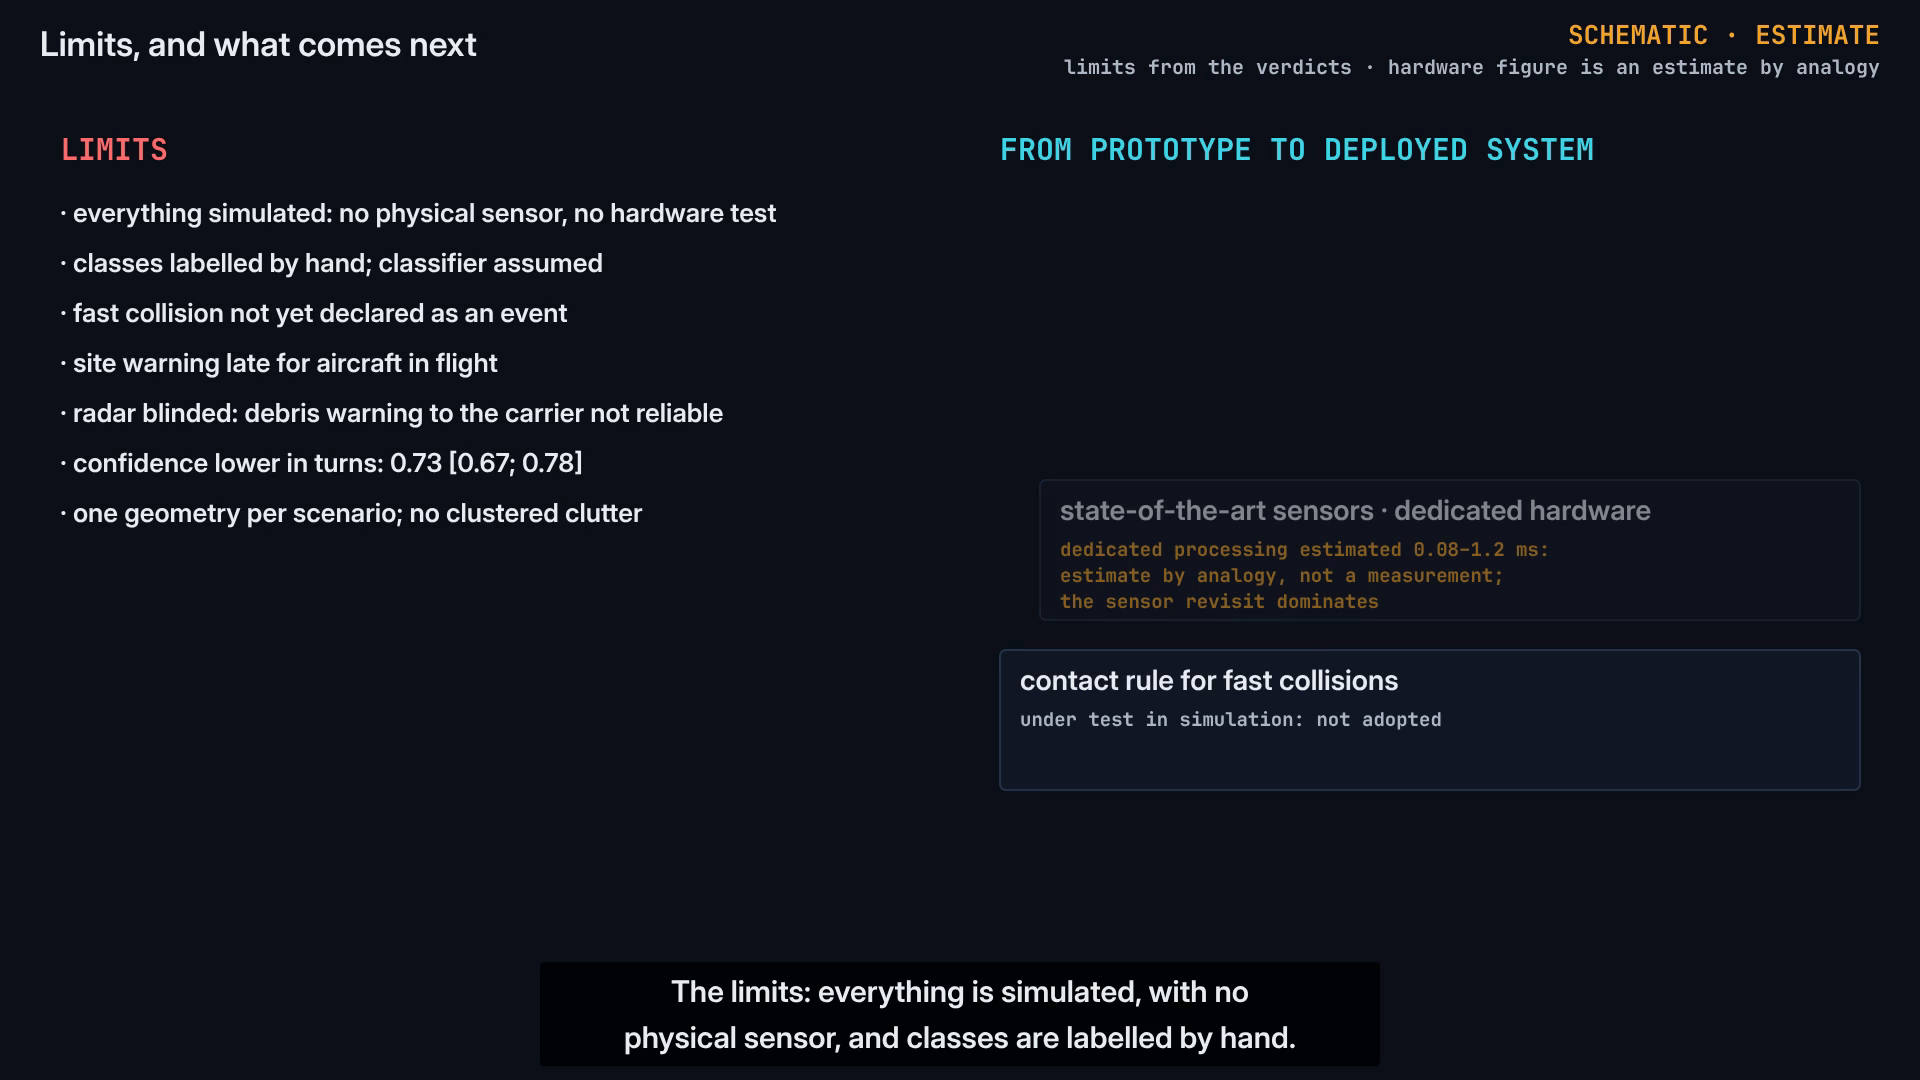 Limits, and what comes next
SCHEMATIC · ESTIMATE
limits from the verdicts · hardware figure is an estimate by analogy
LIMITS
· everything simulated: no physical sensor, no hardware test
· classes labelled by hand; classifier assumed
· fast collision not yet declared as an event
· site warning late for aircraft in flight
· radar blinded: debris warning to the carrier not reliable
· confidence lower in turns: 0.73 [0.67; 0.78]
· one geometry per scenario; no clustered clutter
FROM PROTOTYPE TO DEPLOYED SYSTEM
state-of-the-art sensors · dedicated hardware
dedicated processing estimated 0.08–1.2 ms:
estimate by analogy, not a measurement;
the sensor revisit dominates
contact rule for fast collisions
under test in simulation: not adopted
The limits: everything is simulated, with no
physical sensor, and classes are labelled by hand.